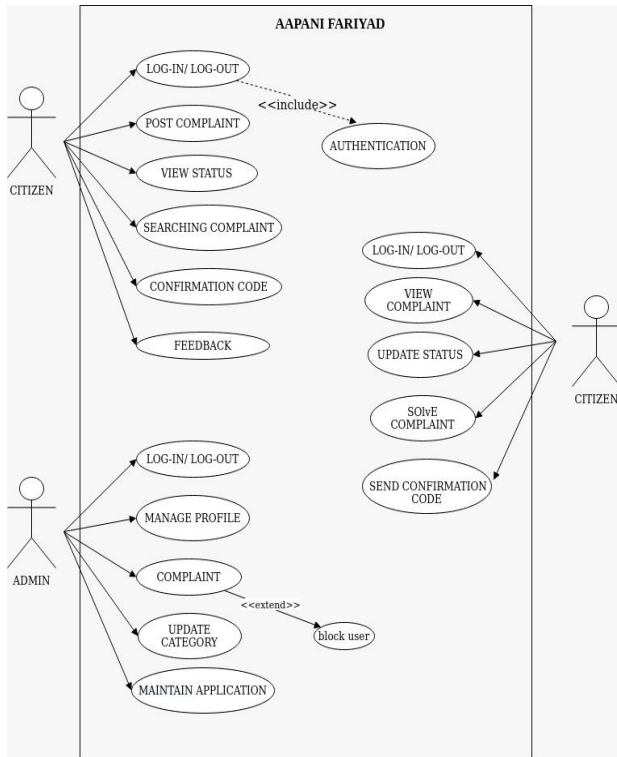 AAPANI FARIYAD
LOG-IN/ LOG-OUT
<<include>>
POST COMPLAINT
AUTHENTICATION
VIEW STATUS
CITIZEN
SEARCHING COMPLAINT
LOG-IN/ LOG-OUT
CONFIRMATION CODE
VIEW
COMPLAINT
FEEDBACK
UPDATE STATUS
CITIZEN
SOlvE
COMPLAINT
LOG-IN/ LOG-OUT
SEND CONFIRMATION
CODE
MANAGE PROFILE
ADMIN
COMPLAINT
<<extend>>
UPDATE
CATEGORY
block user
MAINTAIN APPLICATION